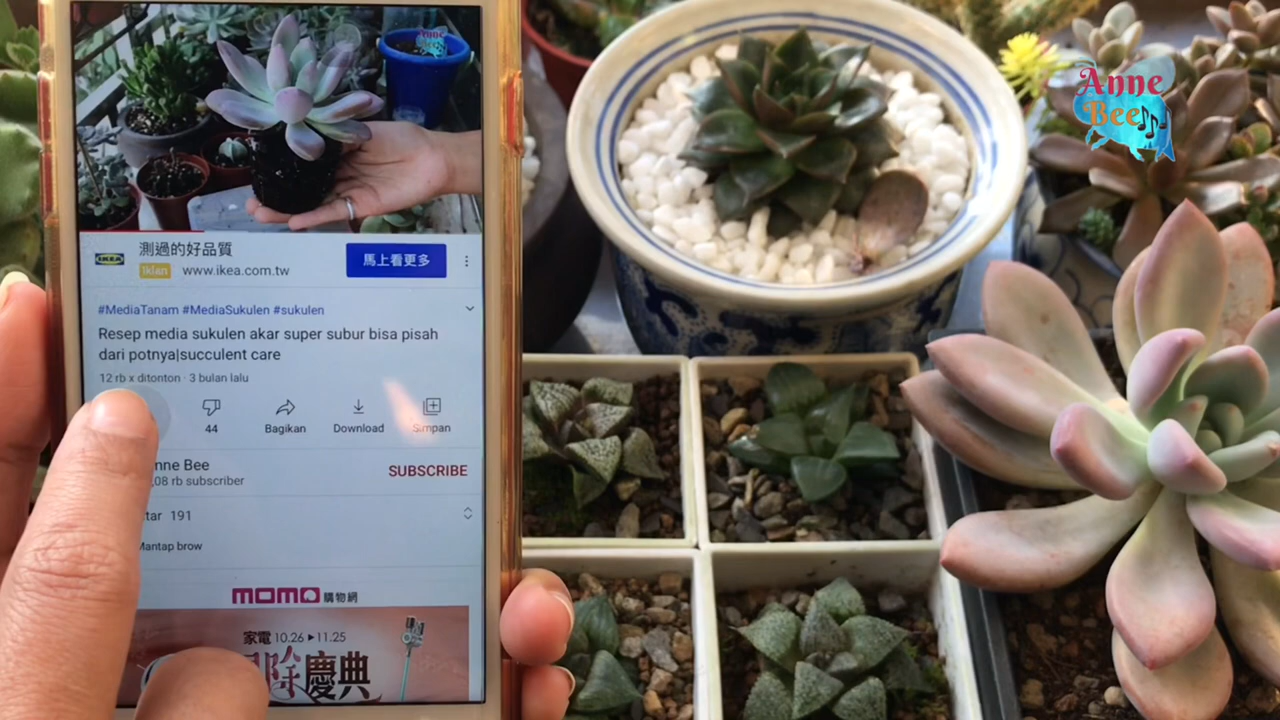 Anne
Bee
IKEA
測過的好品質
Iklan www.ikea.com.tw
馬上看更多
#MediaTanam #MediaSukulen #sukulen
Resep media sukulen akar super subur bisa pisah
dari potnya|succulent care
12 rb x ditonton · 3 bulan lalu
44
Bagikan
Download
Simpan
nne Bee
SUBSCRIBE
,08 rb subscriber
tar 191
Mantap brow
momo 購物網
家電 10.26 ▸ 11.25
除慶典